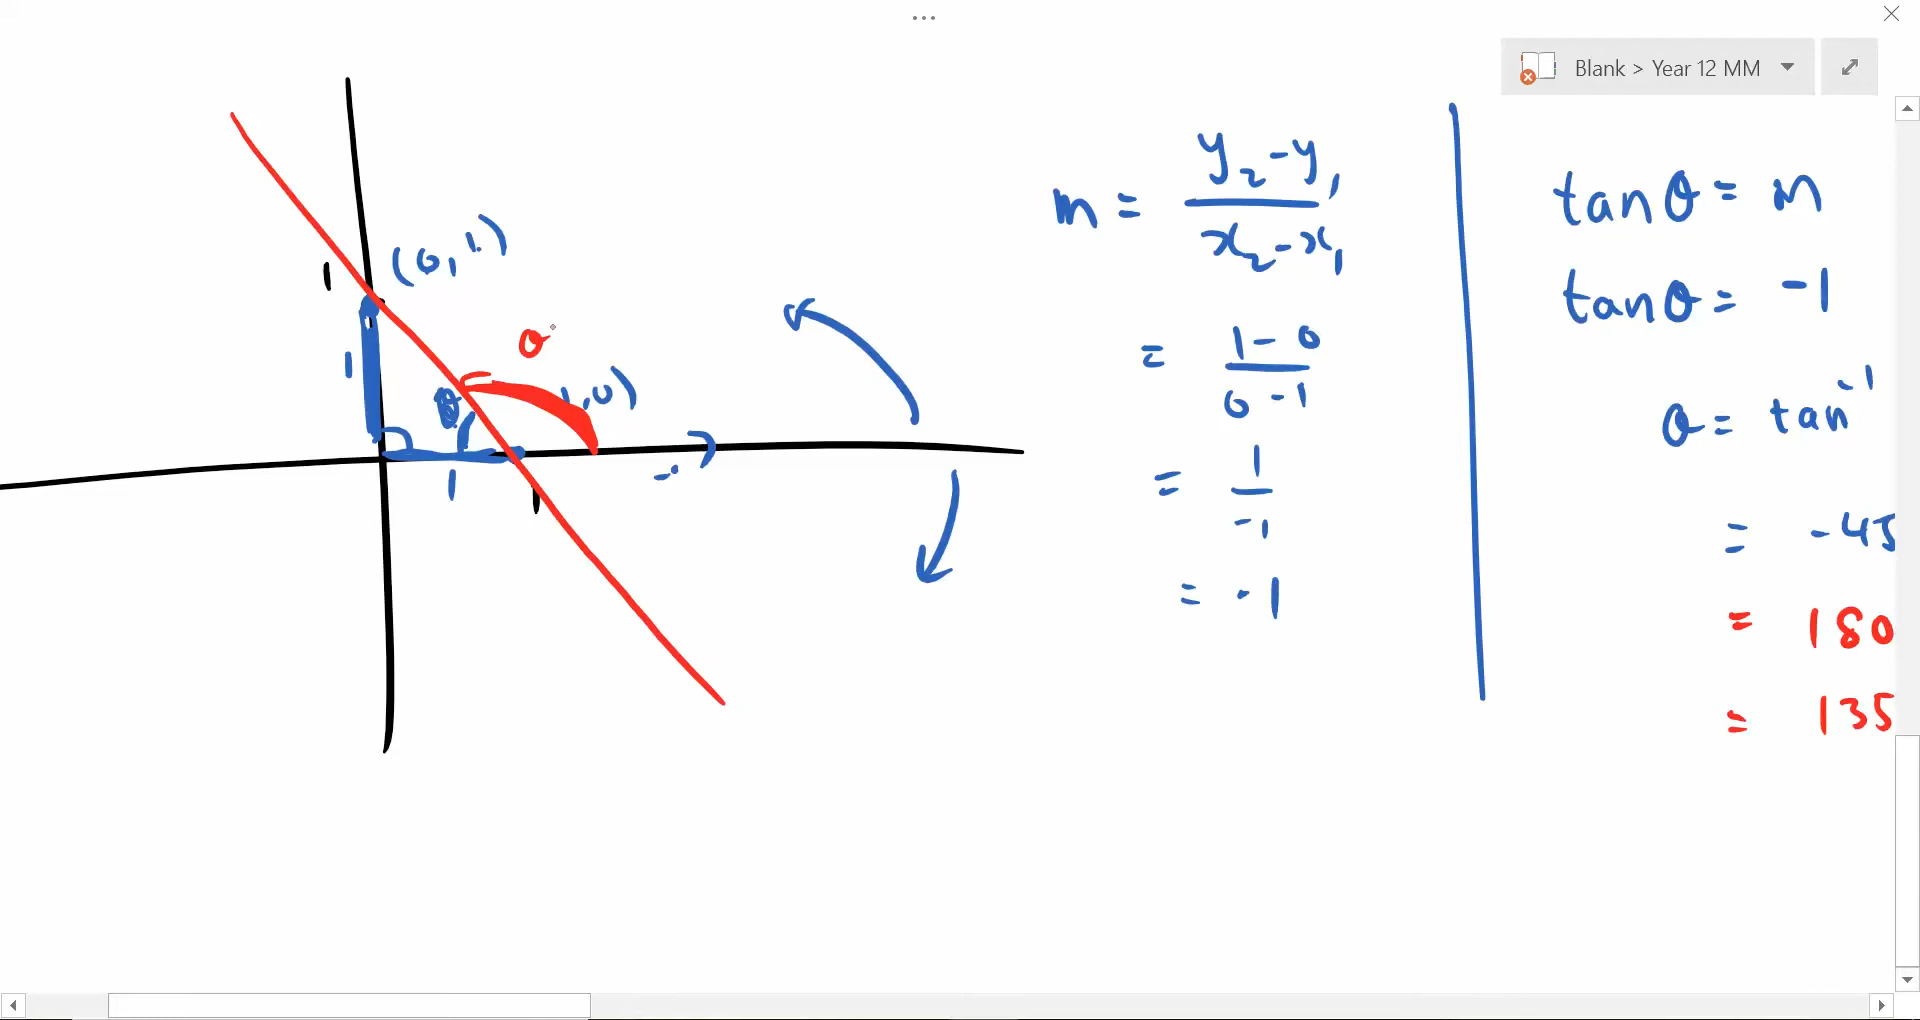 Blank > Year 12 MM
(0, 1)
1
1
θ
, 0)
θ
1
1
m = y₂ - y₁ / x₂ - x₁
= 1 - 0 / 0 - 1
= 1 / -1
= -1
tan θ = m
tan θ = -1
θ = tan⁻¹
= -45
= 180
= 135